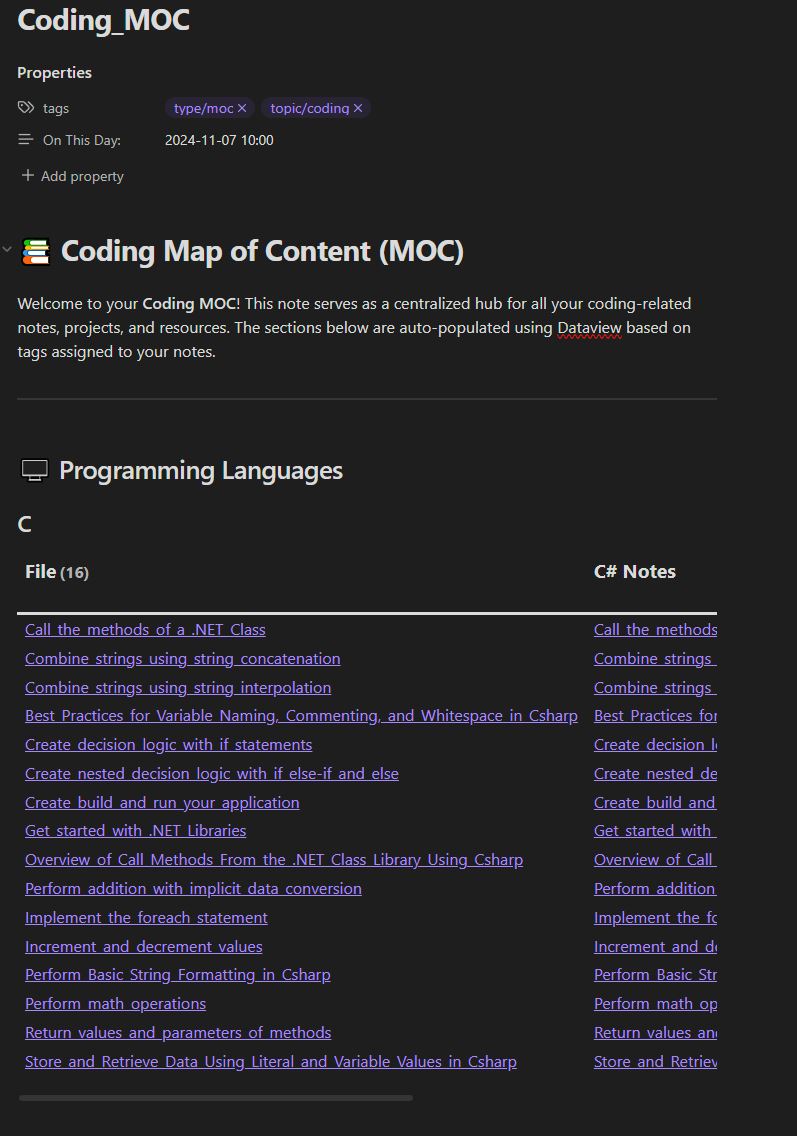 Coding_MOC
Properties
tags type/moc topic/coding
On This Day: 2024-11-07 10:00
Add property
Coding Map of Content (MOC)
Welcome to your Coding MOC! This note serves as a centralized hub for all your coding-related
notes, projects, and resources. The sections below are auto-populated using Dataview based on
tags assigned to your notes.
Programming Languages
C
File (16) C# Notes
Call the methods of a .NET Class Call the methods
Combine strings using string concatenation Combine strings
Combine strings using string interpolation Combine strings
Best Practices for Variable Naming, Commenting, and Whitespace in Csharp Best Practices for
Create decision logic with if statements Create decision l
Create nested decision logic with if else-if and else Create nested de
Create build and run your application Create build and
Get started with .NET Libraries Get started with
Overview of Call Methods From the .NET Class Library Using Csharp Overview of Call
Perform addition with implicit data conversion Perform addition
Implement the foreach statement Implement the fo
Increment and decrement values Increment and de
Perform Basic String Formatting in Csharp Perform Basic Str
Perform math operations Perform math op
Return values and parameters of methods Return values an
Store and Retrieve Data Using Literal and Variable Values in Csharp Store and Retriev